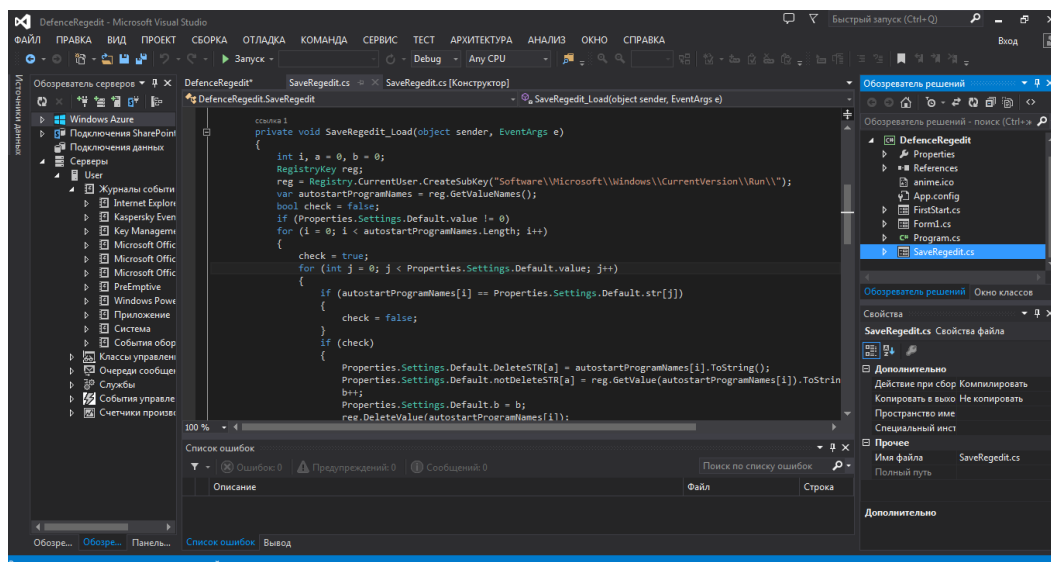 DefenceRegedit - Microsoft Visual Studio
Быстрый запуск (Ctrl+Q)
ФАЙЛ ПРАВКА ВИД ПРОЕКТ СБОРКА ОТЛАДКА КОМАНДА СЕРВИС ТЕСТ АРХИТЕКТУРА АНАЛИЗ ОКНО СПРАВКА
Вход
Запуск Debug Any CPU
Источники данных
Обозреватель серверов
Windows Azure
Подключения SharePoint
Подключения данных
Серверы
User
Журналы событи
Internet Explore
Kaspersky Even
Key Manageme
Microsoft Offic
Microsoft Offic
Microsoft Offic
PreEmptive
Windows Powe
Приложение
Система
События обор
Классы управлен
Очереди сообщен
Службы
События управле
Счетчики произво
Обозре... Обозре... Панель...
DefenceRegedit* SaveRegedit.cs SaveRegedit.cs [Конструктор]
DefenceRegedit.SaveRegedit SaveRegedit_Load(object sender, EventArgs e)
ссылка 1
private void SaveRegedit_Load(object sender, EventArgs e)
{
int i, a = 0, b = 0;
RegistryKey reg;
reg = Registry.CurrentUser.CreateSubKey("Software\\Microsoft\\Windows\\CurrentVersion\\Run\\");
var autostartProgramNames = reg.GetValueNames();
bool check = false;
if (Properties.Settings.Default.value != 0)
for (i = 0; i < autostartProgramNames.Length; i++)
{
check = true;
for (int j = 0; j < Properties.Settings.Default.value; j++)
{
if (autostartProgramNames[i] == Properties.Settings.Default.str[j])
{
check = false;
}
if (check)
{
Properties.Settings.Default.DeleteSTR[a] = autostartProgramNames[i].ToString();
Properties.Settings.Default.notDeleteSTR[a] = reg.GetValue(autostartProgramNames[i]).ToStrin
b++;
Properties.Settings.Default.b = b;
reg.DeleteValue(autostartProgramNames[i]);
100 %
Список ошибок
Ошибок: 0 Предупреждений: 0 Сообщений: 0 Поиск по списку ошибок
Описание Файл Строка
Список ошибок Вывод
Обозреватель решений
Обозреватель решений - поиск (Ctrl+ж)
DefenceRegedit
Properties
References
anime.ico
App.config
FirstStart.cs
Form1.cs
Program.cs
SaveRegedit.cs
Обозреватель решений Окно классов
Свойства
SaveRegedit.cs Свойства файла
Дополнительно
Действие при сбор Компилировать
Копировать в выхо Не копировать
Пространство име
Специальный инст
Прочее
Имя файла SaveRegedit.cs
Полный путь
Дополнительно